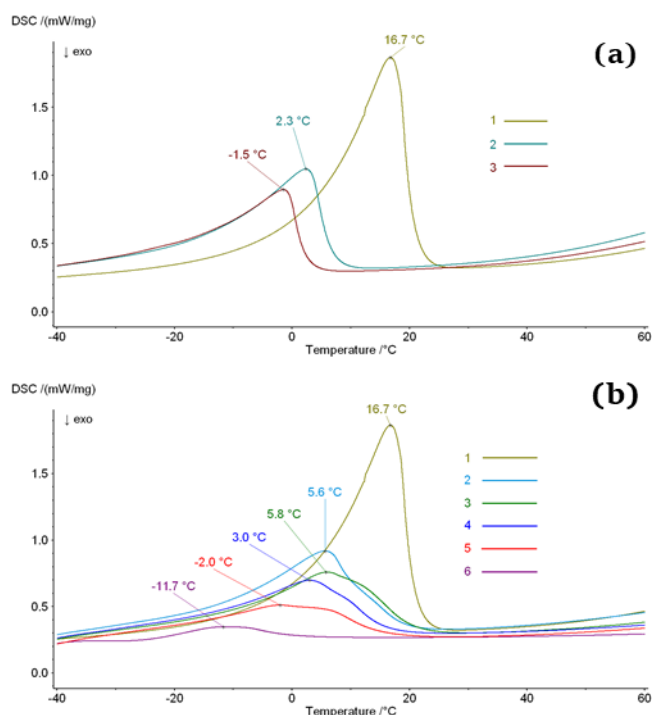 DSC /(mW/mg)
↓ exo
(a)
16.7 °C
2.3 °C
-1.5 °C
1
2
3
1.5
1.0
0.5
0.0
-40 -20 0 20 40 60
Temperature /°C
DSC /(mW/mg)
↓ exo
(b)
16.7 °C
5.6 °C
5.8 °C
3.0 °C
-2.0 °C
-11.7 °C
1
2
3
4
5
6
1.5
1.0
0.5
0.0
-40 -20 0 20 40 60
Temperature /°C